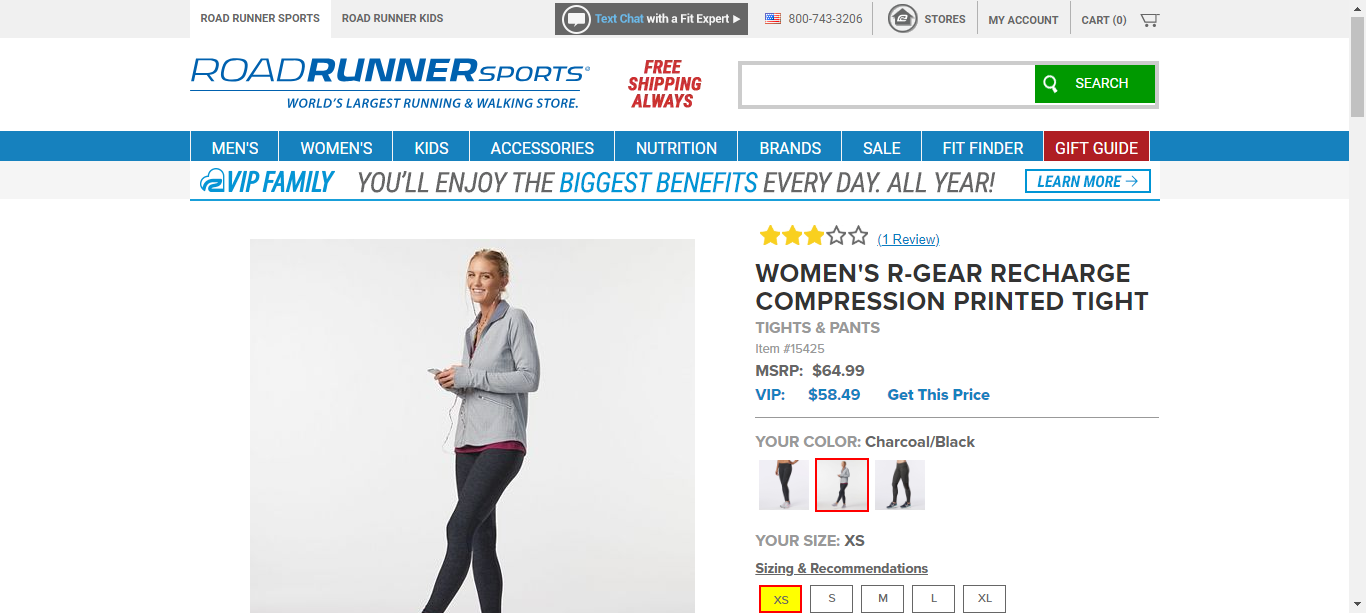 ROAD RUNNER SPORTS
ROAD RUNNER KIDS
Text Chat with a Fit Expert
800-743-3206
STORES
MY ACCOUNT
CART (0)
ROADRUNNERSPORTS
WORLD'S LARGEST RUNNING & WALKING STORE.
FREE
SHIPPING
ALWAYS
SEARCH
MEN'S
WOMEN'S
KIDS
ACCESSORIES
NUTRITION
BRANDS
SALE
FIT FINDER
GIFT GUIDE
VIP FAMILY YOU'LL ENJOY THE BIGGEST BENEFITS EVERY DAY. ALL YEAR! LEARN MORE →
(1 Review)
WOMEN'S R-GEAR RECHARGE
COMPRESSION PRINTED TIGHT
TIGHTS & PANTS
Item #15425
MSRP: $64.99
VIP: $58.49 Get This Price
YOUR COLOR: Charcoal/Black
YOUR SIZE: XS
Sizing & Recommendations
XS S M L XL